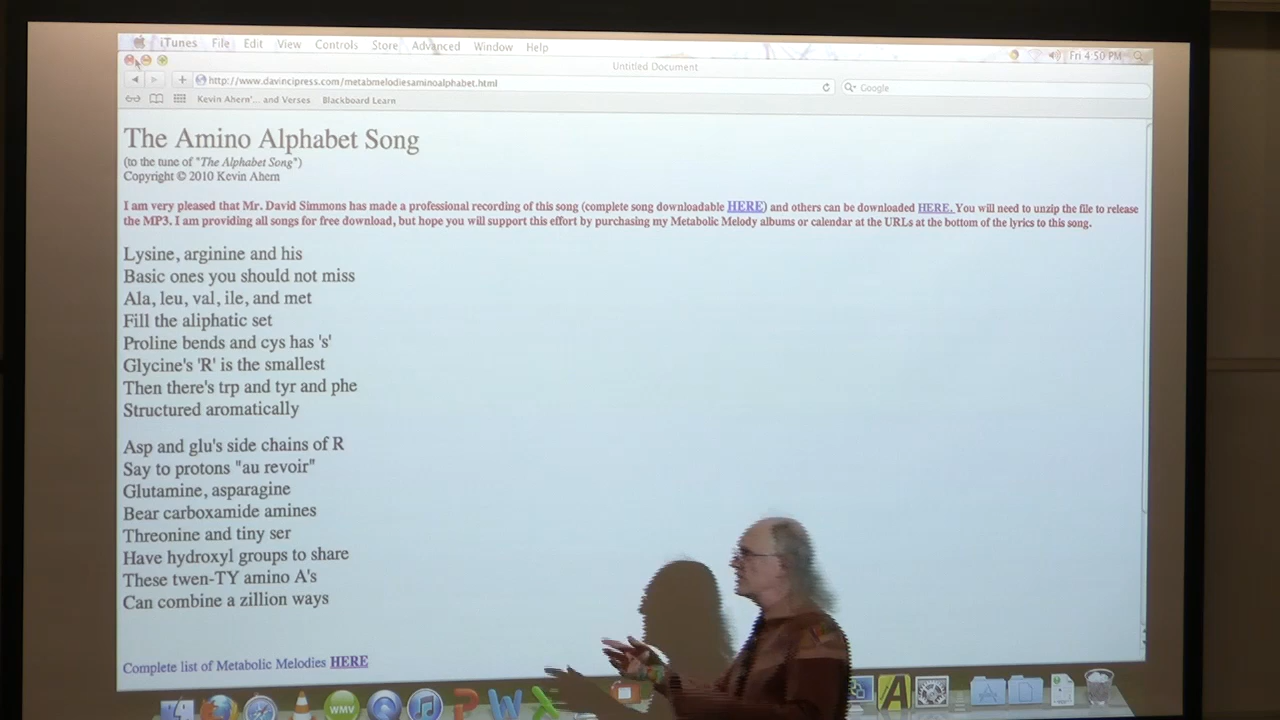 iTunes File Edit View Controls Store Advanced Window Help Fri 4:50 PM
Untitled Document
http://www.davincipress.com/metabmelodiesaminoalphabet.html Google
Kevin Ahern'... and Verses Blackboard Learn
The Amino Alphabet Song
(to the tune of "The Alphabet Song")
Copyright © 2010 Kevin Ahern
I am very pleased that Mr. David Simmons has made a professional recording of this song (complete song downloadable HERE) and others can be downloaded HERE. You will need to unzip the file to release
the MP3. I am providing all songs for free download, but hope you will support this effort by purchasing my Metabolic Melody albums or calendar at the URLs at the bottom of the lyrics to this song.
Lysine, arginine and his
Basic ones you should not miss
Ala, leu, val, ile, and met
Fill the aliphatic set
Proline bends and cys has 's'
Glycine's 'R' is the smallest
Then there's trp and tyr and phe
Structured aromatically
Asp and glu's side chains of R
Say to protons "au revoir"
Glutamine, asparagine
Bear carboxamide amines
Threonine and tiny ser
Have hydroxyl groups to share
These twen-TY amino A's
Can combine a zillion ways
Complete list of Metabolic Melodies HERE
WMV